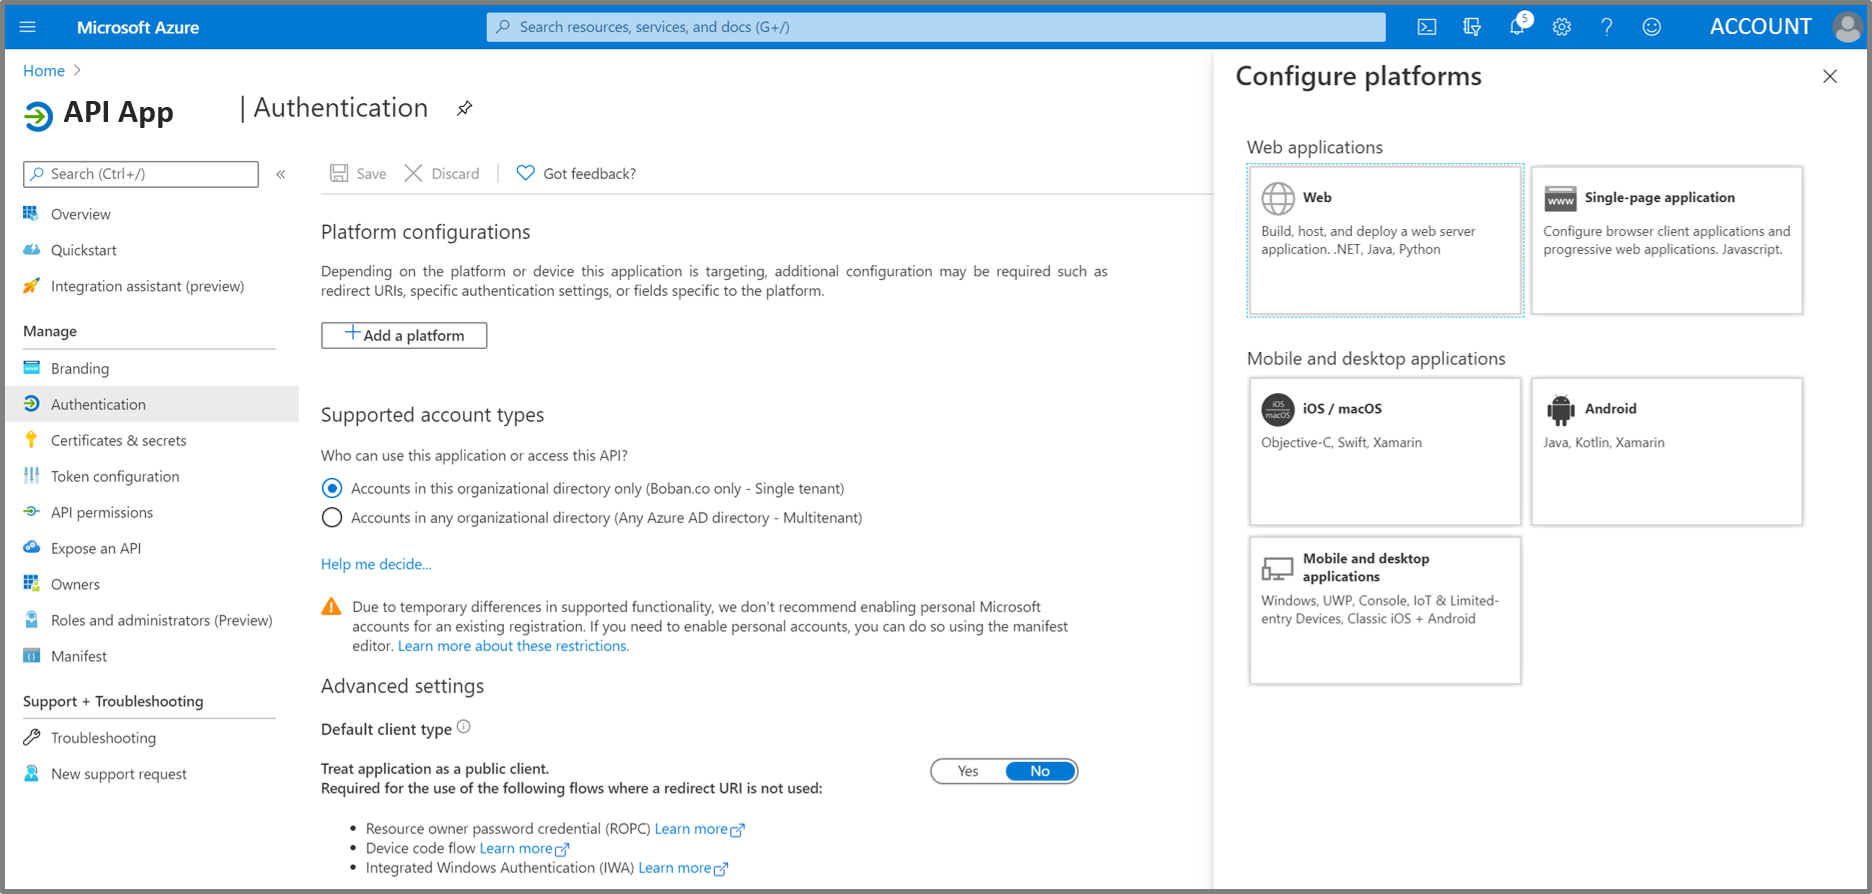 Microsoft Azure
Search resources, services, and docs (G+/)
5
ACCOUNT
Home
API App
| Authentication
Search (Ctrl+/)
«
Overview
Quickstart
Integration assistant (preview)
Manage
Branding
Authentication
Certificates & secrets
Token configuration
API permissions
Expose an API
Owners
Roles and administrators (Preview)
Manifest
Support + Troubleshooting
Troubleshooting
New support request
Save
Discard
Got feedback?
Platform configurations
Depending on the platform or device this application is targeting, additional configuration may be required such as
redirect URIs, specific authentication settings, or fields specific to the platform.
Add a platform
Supported account types
Who can use this application or access this API?
Accounts in this organizational directory only (Boban.co only - Single tenant)
Accounts in any organizational directory (Any Azure AD directory - Multitenant)
Help me decide...
Due to temporary differences in supported functionality, we don't recommend enabling personal Microsoft
accounts for an existing registration. If you need to enable personal accounts, you can do so using the manifest
editor. Learn more about these restrictions.
Advanced settings
Default client type
Treat application as a public client.
Required for the use of the following flows where a redirect URI is not used:
Yes
No
• Resource owner password credential (ROPC) Learn more
• Device code flow Learn more
• Integrated Windows Authentication (IWA) Learn more
Configure platforms
Web applications
Web
Build, host, and deploy a web server
application. .NET, Java, Python
www
Single-page application
Configure browser client applications and
progressive web applications. Javascript.
Mobile and desktop applications
iOS
macOS
iOS / macOS
Objective-C, Swift, Xamarin
Android
Java, Kotlin, Xamarin
Mobile and desktop
applications
Windows, UWP, Console, IoT & Limited-
entry Devices, Classic iOS + Android